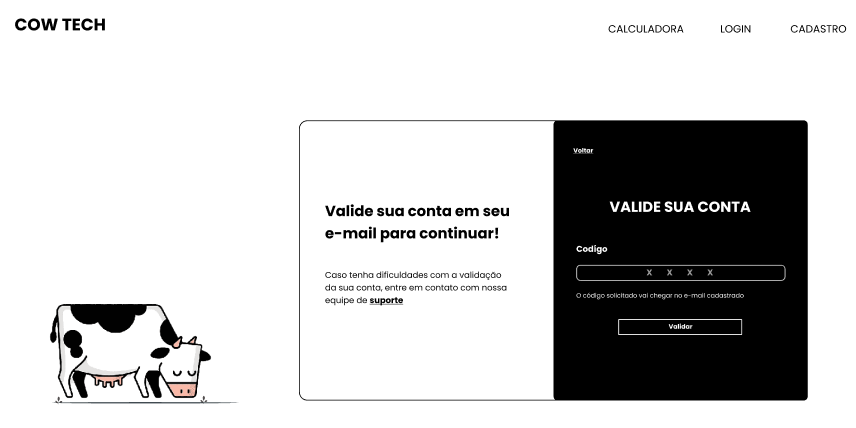 COW TECH
CALCULADORA
LOGIN
CADASTRO
Valide sua conta em seu
e-mail para continuar!
Caso tenha dificuldades com a validação
da sua conta, entre em contato com nossa
equipe de suporte
Voltar
VALIDE SUA CONTA
Codigo
X X X X
O código solicitado vai chegar no e-mail cadastrado
Validar